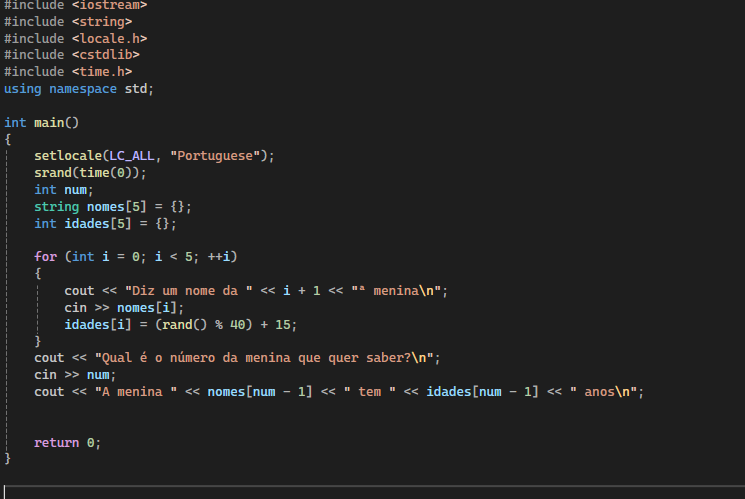 #include <iostream>
#include <string>
#include <locale.h>
#include <cstdlib>
#include <time.h>
using namespace std;
int main()
{
setlocale(LC_ALL, "Portuguese");
srand(time(0));
int num;
string nomes[5] = {};
int idades[5] = {};
for (int i = 0; i < 5; ++i)
{
cout << "Diz um nome da " << i + 1 << "ª menina\n";
cin >> nomes[i];
idades[i] = (rand() % 40) + 15;
}
cout << "Qual é o número da menina que quer saber?\n";
cin >> num;
cout << "A menina " << nomes[num - 1] << " tem " << idades[num - 1] << " anos\n";
return 0;
}